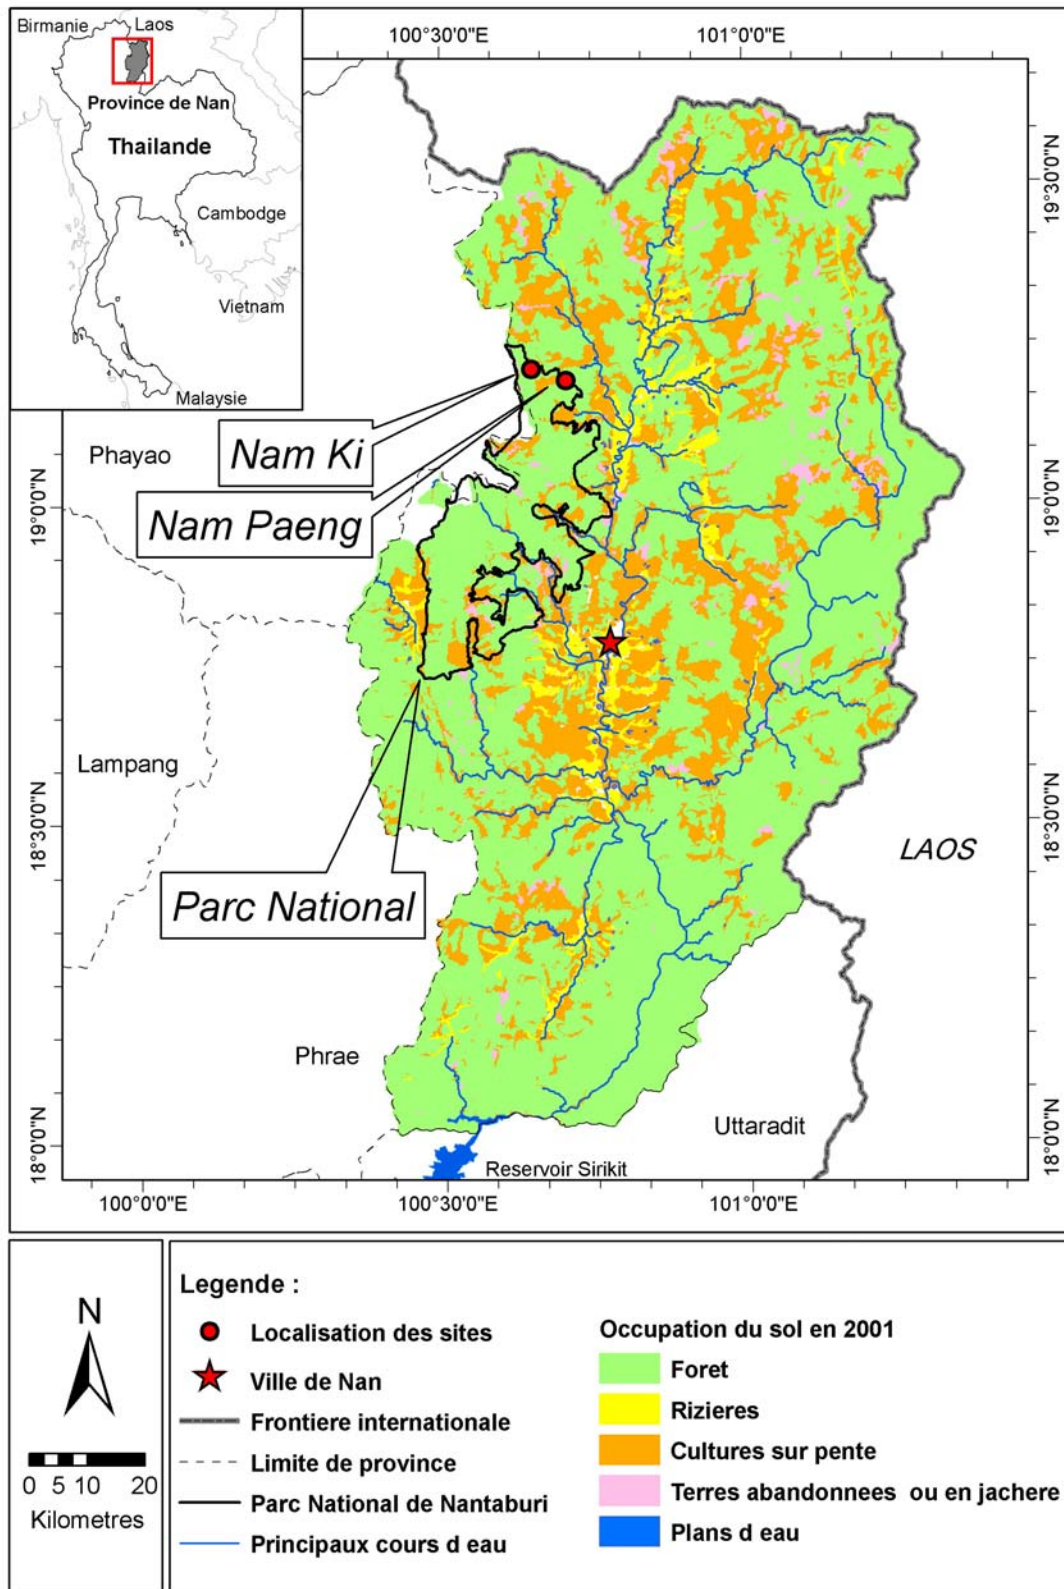 Birmanie
Laos
Province de Nan
Thailande
Cambodge
Vietnam
Malaysie
100°30'0"E
101°0'0"E
19°30'0"N
19°30'0"N
Nam Ki
Phayao
Nam Paeng
19°0'0"N
19°0'0"N
Lampang
18°30'0"N
18°30'0"N
LAOS
Parc National
Phrae
Uttaradit
18°0'0"N
18°0'0"N
Reservoir Sirikit
100°0'0"E
100°30'0"E
101°0'0"E
N
0 5 10 20
Kilometres
Legende :
Localisation des sites
Ville de Nan
Frontiere internationale
Limite de province
Parc National de Nantaburi
Principaux cours d eau
Occupation du sol en 2001
Foret
Rizieres
Cultures sur pente
Terres abandonnees ou en jachere
Plans d eau